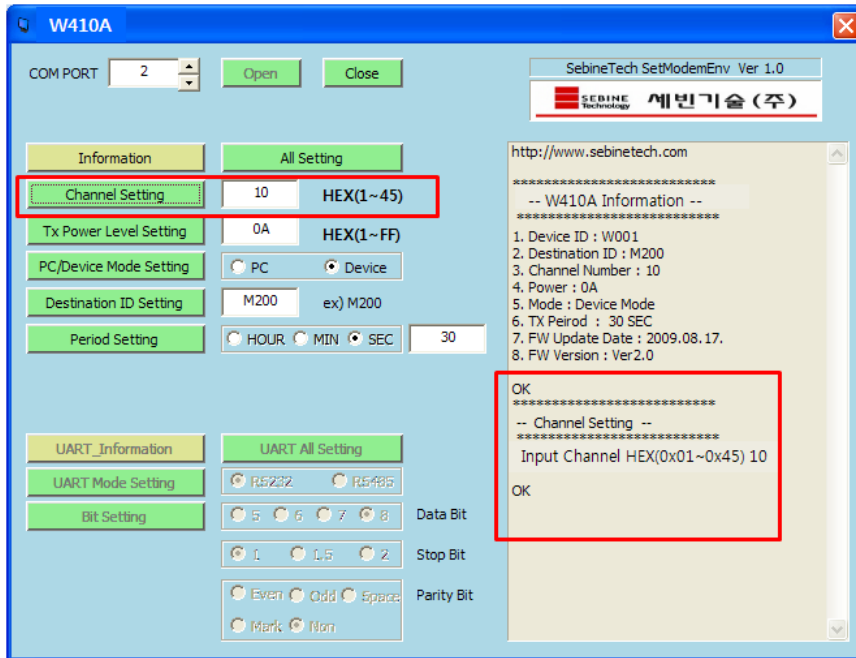 W410A
COM PORT 2 Open Close
SebineTech SetModemEnv Ver 1.0
SEBINE Technology 세빈기술(주)
Information All Setting
Channel Setting 10 HEX(1~45)
Tx Power Level Setting 0A HEX(1~FF)
PC/Device Mode Setting PC Device
Destination ID Setting M200 ex) M200
Period Setting HOUR MIN SEC 30
UART_Information UART All Setting
UART Mode Setting RS232 RS485
Bit Setting 5 6 7 8 Data Bit
1 1.5 2 Stop Bit
Even Odd Space Parity Bit
Mark Non
http://www.sebinetech.com
***************************
-- W410A Information --
***************************
1. Device ID : W001
2. Destination ID : M200
3. Channel Number : 10
4. Power : 0A
5. Mode : Device Mode
6. TX Peirod : 30 SEC
7. FW Update Date : 2009.08.17.
8. FW Version : Ver2.0
OK
***************************
-- Channel Setting --
***************************
Input Channel HEX(0x01~0x45) 10
OK